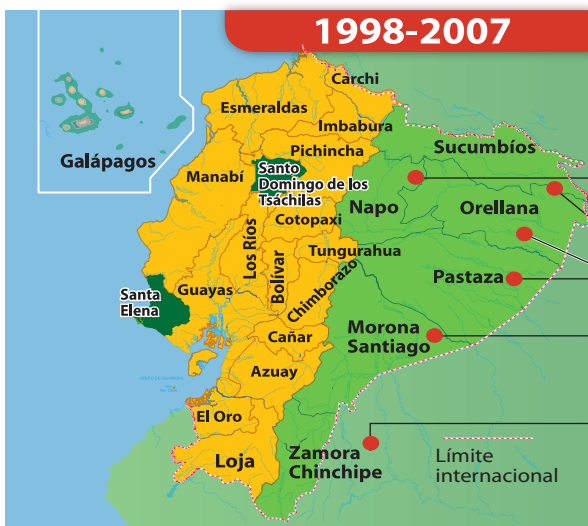 1998-2007
Carchi
Esmeraldas
Imbabura
Pichincha
Sucumbíos
Galápagos
Manabí
Santo
Domingo de los
Tsáchilas
Napo
Orellana
Cotopaxi
Los Ríos
Bolívar
Tungurahua
Chimborazo
Pastaza
Santa
Elena
Guayas
Cañar
Morona
Santiago
Azuay
El Oro
Loja
Zamora
Chinchipe
Límite
internacional